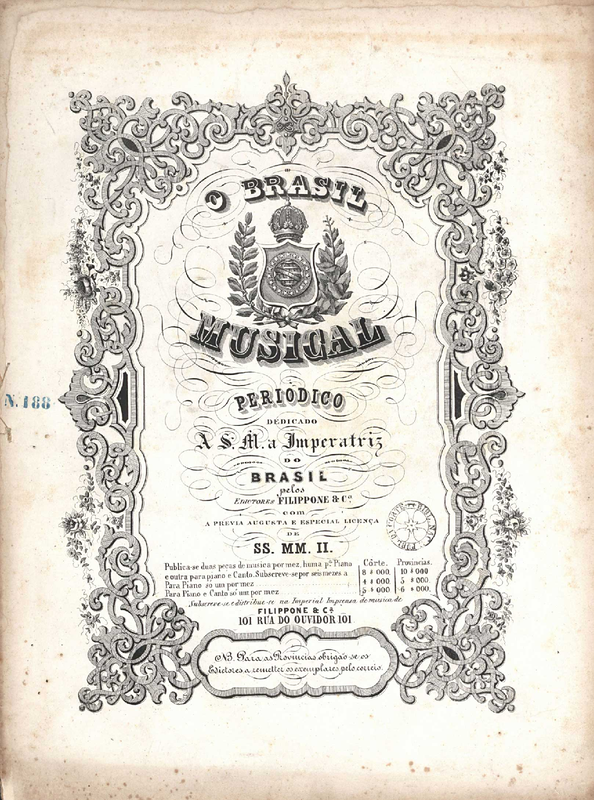 O BRASIL
MUSICAL
N. 188
PERIODICO
DEDICADO
A S. M. a Imperatriz
DO
BRASIL
pelos
EDICTORES FILIPPONE & Cª
com
A PREVIA AUGUSTA E ESPECIAL LICENÇA
DE
SS. MM. II.
Publica-se duas peças de musica por mez, huma pª Piano
e outra para piano e Canto. Subscreve-se por seis mezes a
Para Piano só um por mez
Para Piano e Canto só um por mez
Côrte. Provincias.
8 $ 000. 10 $ 000
4 $ 000. 5 $ 000.
5 $ 000. 6 $ 000.
Subscreve-se e distribue-se na Imperial Imprensa de musica de
FILIPPONE & Cª
101 RUA DO OUVIDOR 101
NB. Para as Provincias obrigão-se os
Edictores a remetter os exemplares pelo correio.